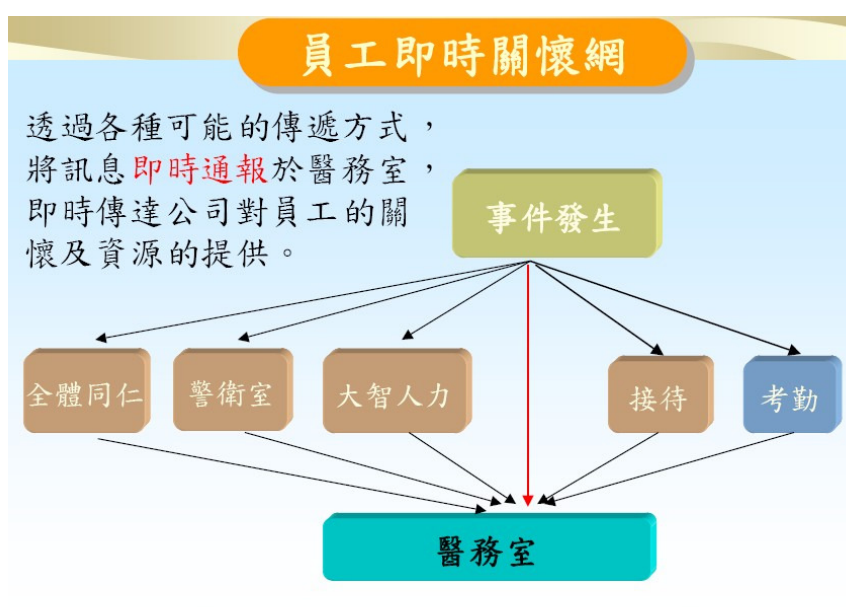 員工即時關懷網
透過各種可能的傳遞方式，
將訊息即時通報於醫務室，
即時傳達公司對員工的關
懷及資源的提供。
事件發生
全體同仁
警衛室
大智人力
接待
考勤
醫務室